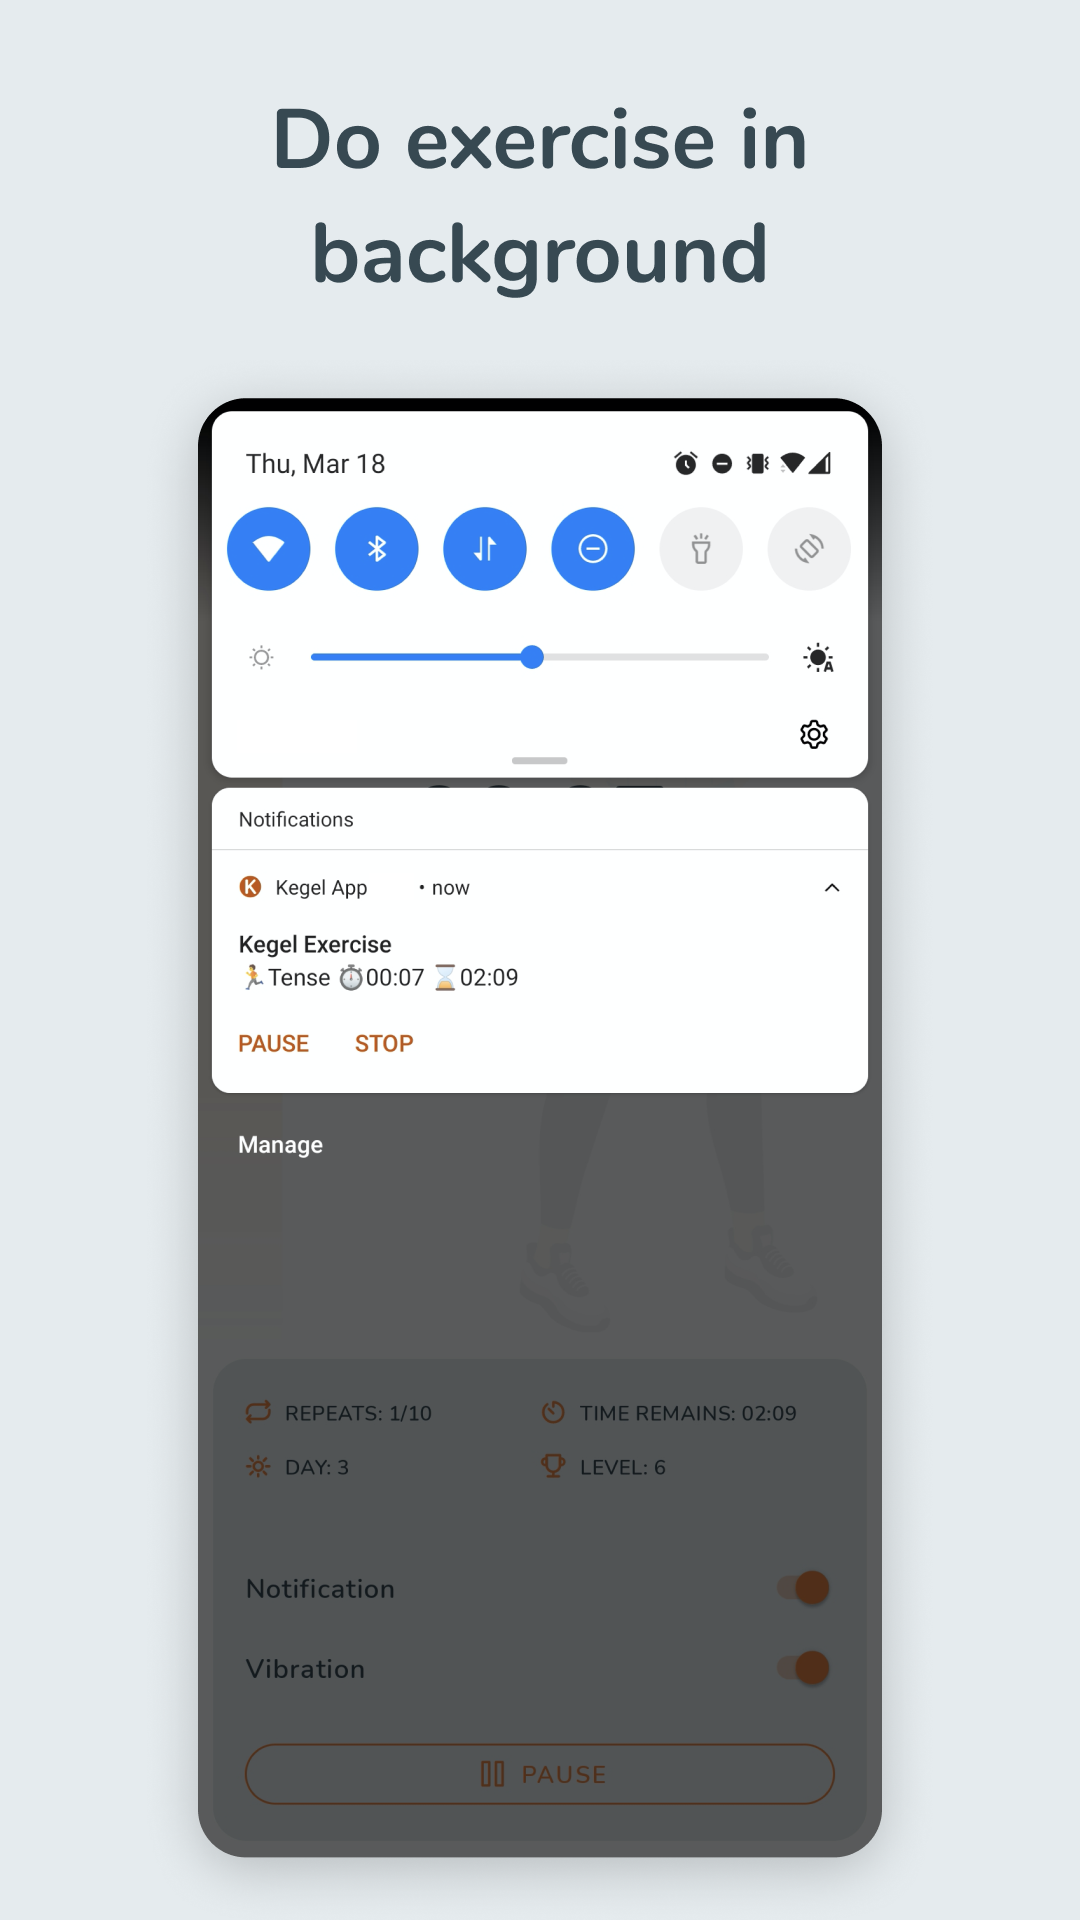 Do exercise in
background
Thu, Mar 18
A
Notifications
K Kegel App • now
Kegel Exercise
🏃Tense ⏱00:07 ⌛02:09
PAUSE STOP
Manage
REPEATS: 1/10 TIME REMAINS: 02:09
DAY: 3 LEVEL: 6
Notification
Vibration
PAUSE